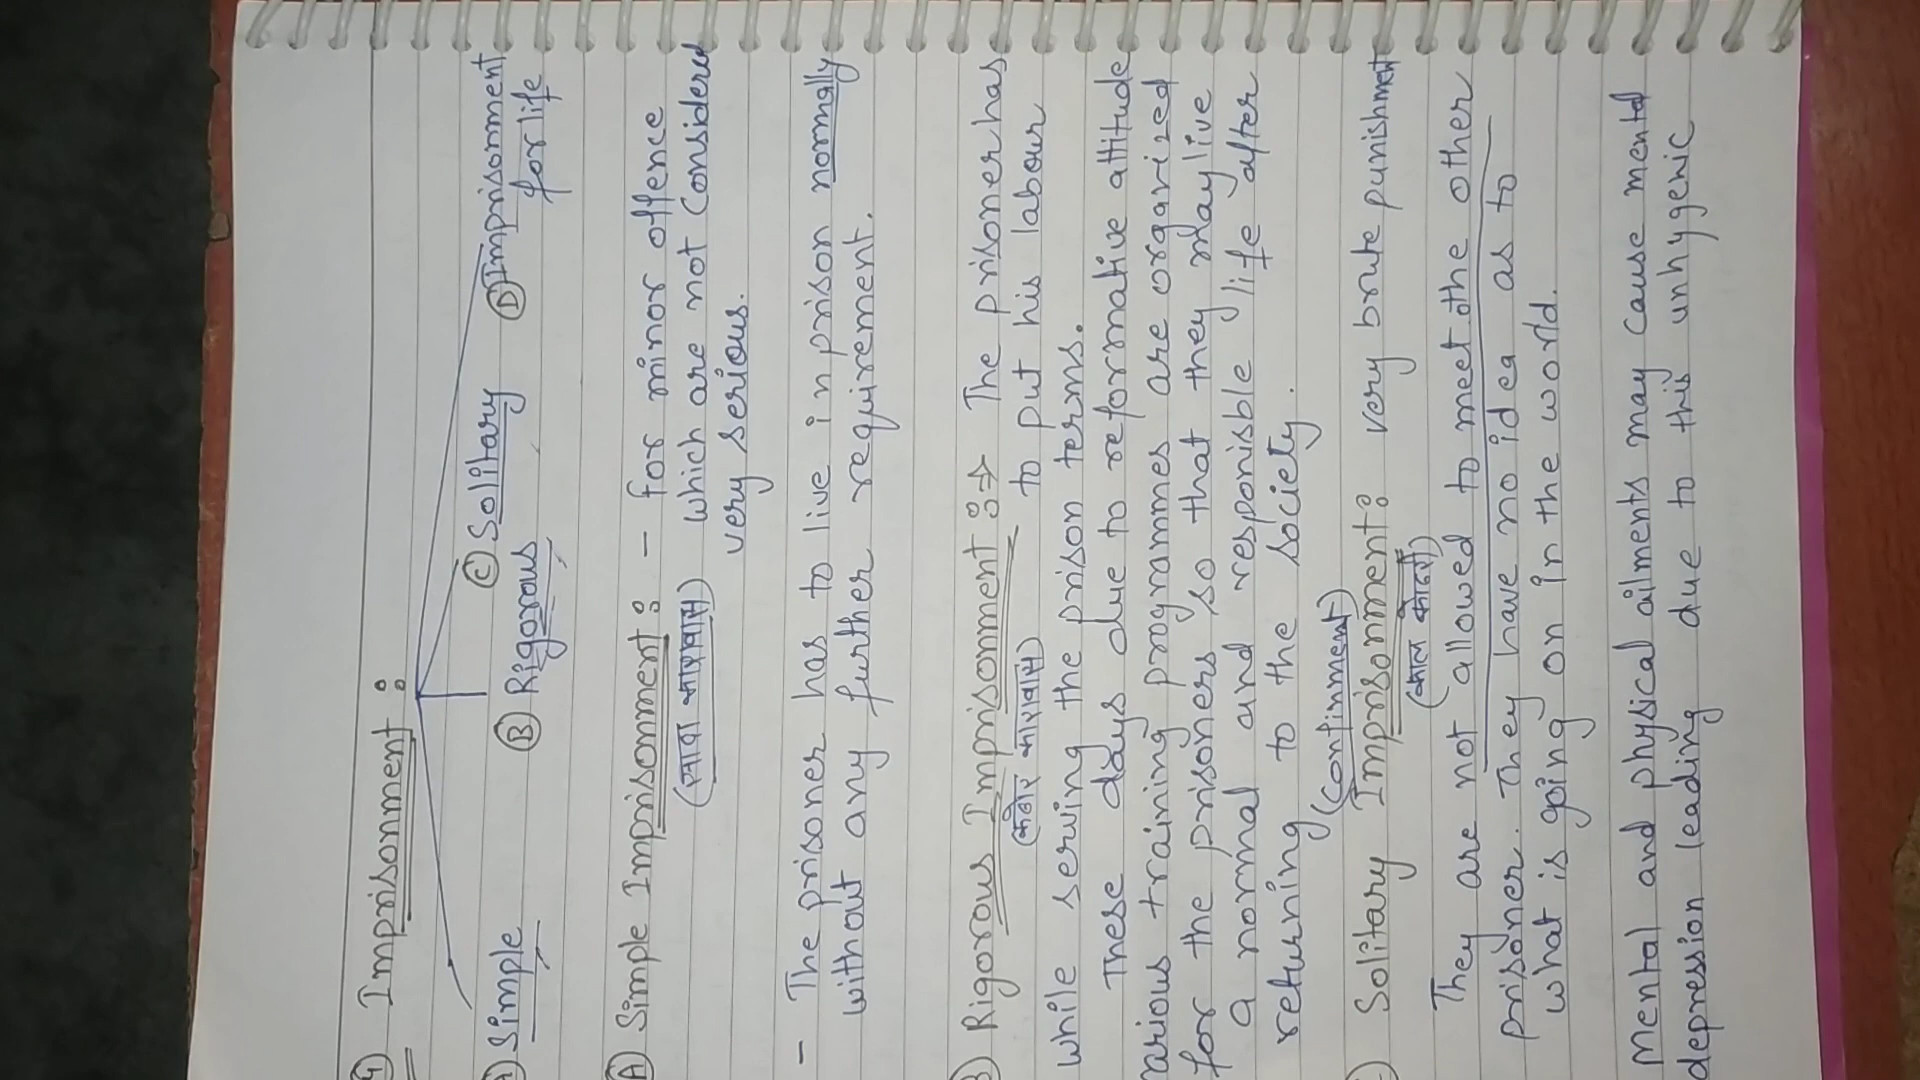 ④ Imprisonment :
Ⓐ Simple Ⓑ Rigorous Ⓒ Solitary Ⓓ Imprisonment for life
Ⓐ Simple Imprisonment : - for minor offence
(सादा कारावास) which are not Considered
very serious.
- The prisoner has to live in prison normally
without any further requirement.
Ⓑ Rigorous Imprisonment :⇒ The prisoner has
(कठोर कारावास) to put his labour
while serving the prison terms.
These days due to reformative attitude
arious training programmes are organized
for the prisoners so that they may live
a normal and responisble life after
returning to the society.
(confinment)
Solitary Imprisonment : very brute punishment
(काल कोठरी)
They are not allowed to meet the other
prisoner. They have no idea as to
what is going on in the world.
Mental and physical ailments may cause mental
depression leading due to this unhygenic